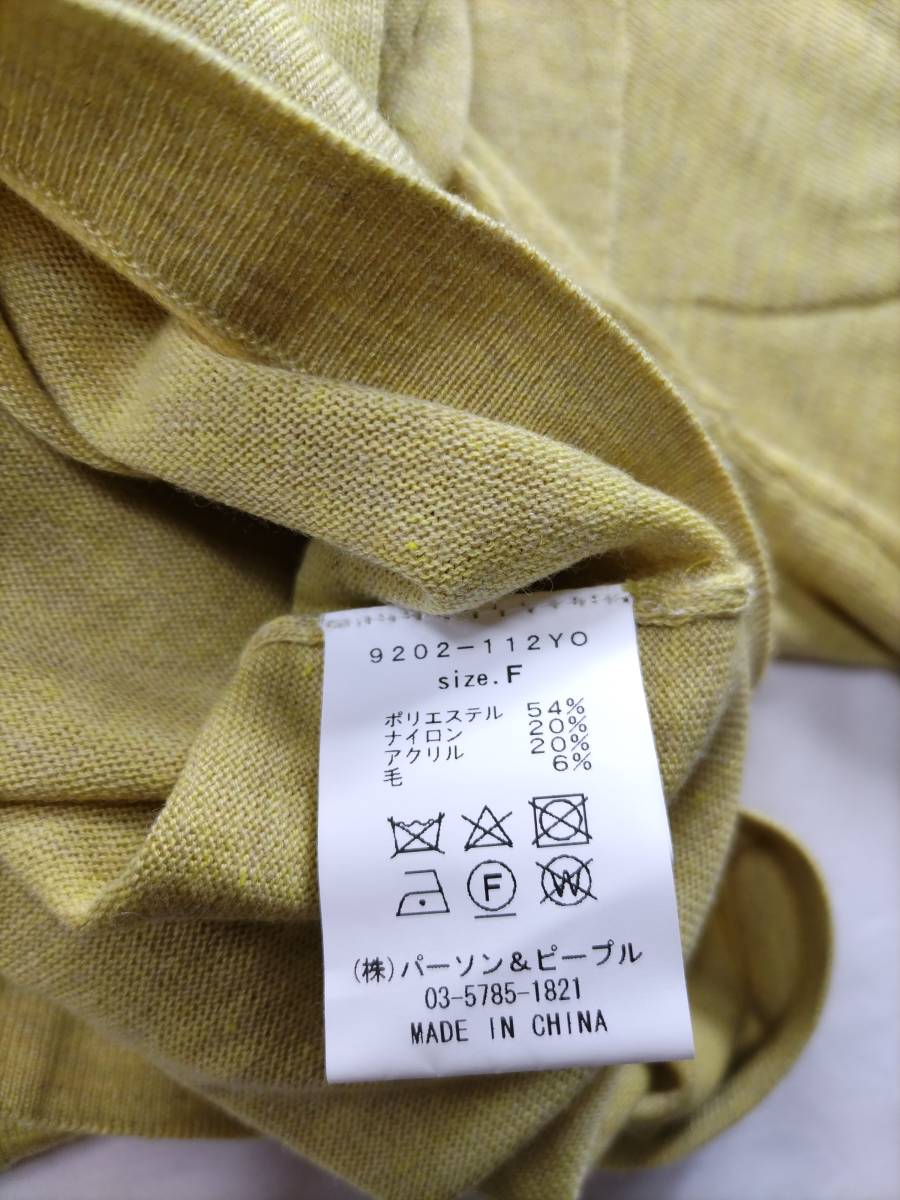 9202-112YO
size.F
ポリエステル 54%
ナイロン 20%
アクリル 20%
毛 6%
F W
(株)パーソン&ピープル
03-5785-1821
MADE IN CHINA